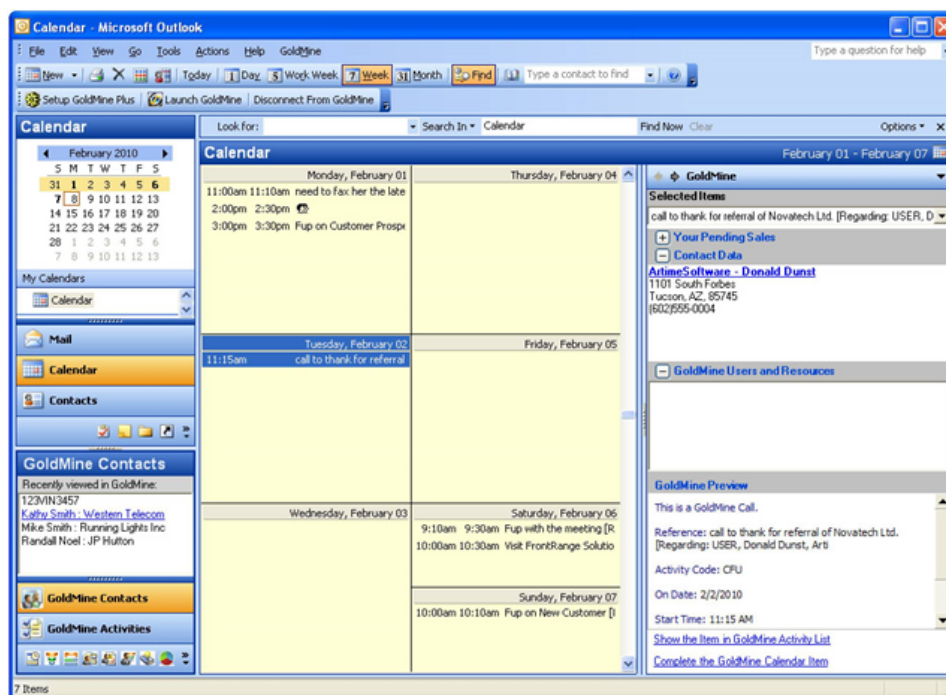 Calendar - Microsoft Outlook
File Edit View Go Tools Actions Help GoldMine
Type a question for help
New Today 1 Day 5 Work Week 7 Week 31 Month Find Type a contact to find
Setup GoldMine Plus Launch GoldMine Disconnect From GoldMine
Calendar
February 2010
S M T W T F S
31 1 2 3 4 5 6
7 8 9 10 11 12 13
14 15 16 17 18 19 20
21 22 23 24 25 26 27
28 1 2 3 4 5 6
7 8 9 10 11 12 13
My Calendars
Calendar
Mail
Calendar
Contacts
GoldMine Contacts
Recently viewed in GoldMine:
123VIN3457
Kathy Smith : Western Telecom
Mike Smith : Running Lights Inc
Randall Noel : JP Hutton
GoldMine Contacts
GoldMine Activities
7 Items
Look for: Search In Calendar Find Now Clear Options
Calendar February 01 - February 07
Monday, February 01
11:00am 11:10am need to fax her the late
2:00pm 2:30pm
3:00pm 3:30pm Fup on Customer Prospe
Tuesday, February 02
11:15am call to thank for referral
Wednesday, February 03
Thursday, February 04
Friday, February 05
Saturday, February 06
9:10am 9:30am Fup with the meeting [R
10:00am 10:30am Visit FrontRange Solutio
Sunday, February 07
10:00am 10:10am Fup on New Customer [
GoldMine
Selected Items
call to thank for referral of Novatech Ltd. [Regarding: USER, D
Your Pending Sales
Contact Data
ArtimeSoftware - Donald Dunst
1101 South Forbes
Tucson, AZ, 85745
(602)555-0004
GoldMine Users and Resources
GoldMine Preview
This is a GoldMine Call.
Reference: call to thank for referral of Novatech Ltd.
[Regarding: USER, Donald Dunst, Arti
Activity Code: CFU
On Date: 2/2/2010
Start Time: 11:15 AM
Show the Item in GoldMine Activity List
Complete the GoldMine Calendar Item